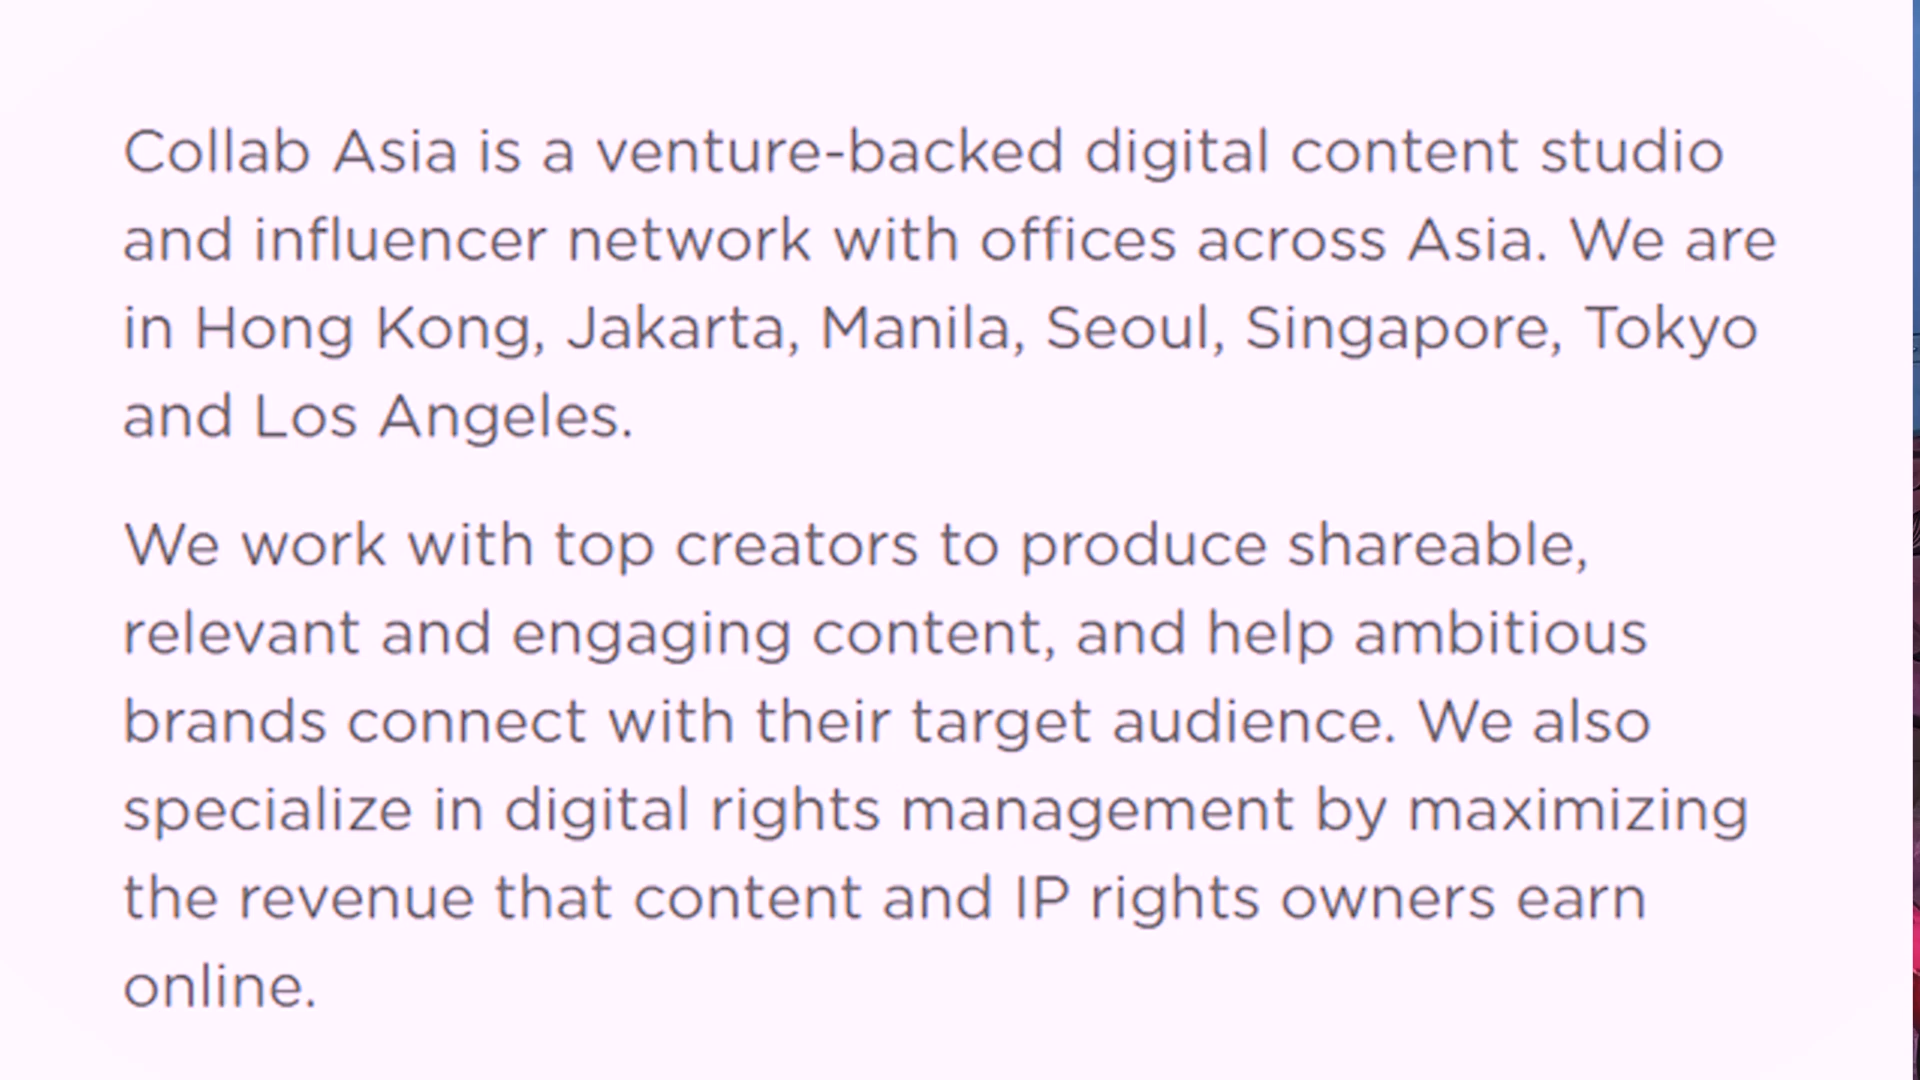 Collab Asia is a venture-backed digital content studio
and influencer network with offices across Asia. We are
in Hong Kong, Jakarta, Manila, Seoul, Singapore, Tokyo
and Los Angeles.
We work with top creators to produce shareable,
relevant and engaging content, and help ambitious
brands connect with their target audience. We also
specialize in digital rights management by maximizing
the revenue that content and IP rights owners earn
online.